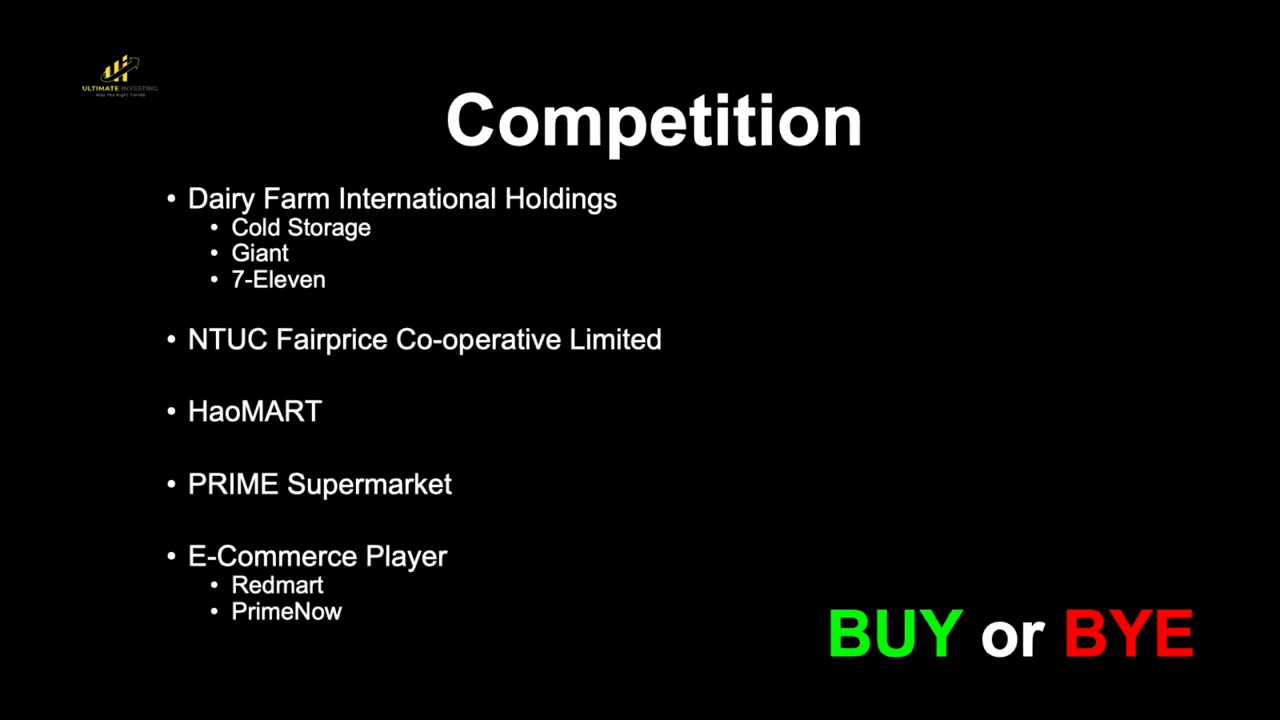 ULTIMATE INVESTING
Competition
• Dairy Farm International Holdings
• Cold Storage
• Giant
• 7-Eleven
• NTUC Fairprice Co-operative Limited
• HaoMART
• PRIME Supermarket
• E-Commerce Player
• Redmart
• PrimeNow
BUY or BYE